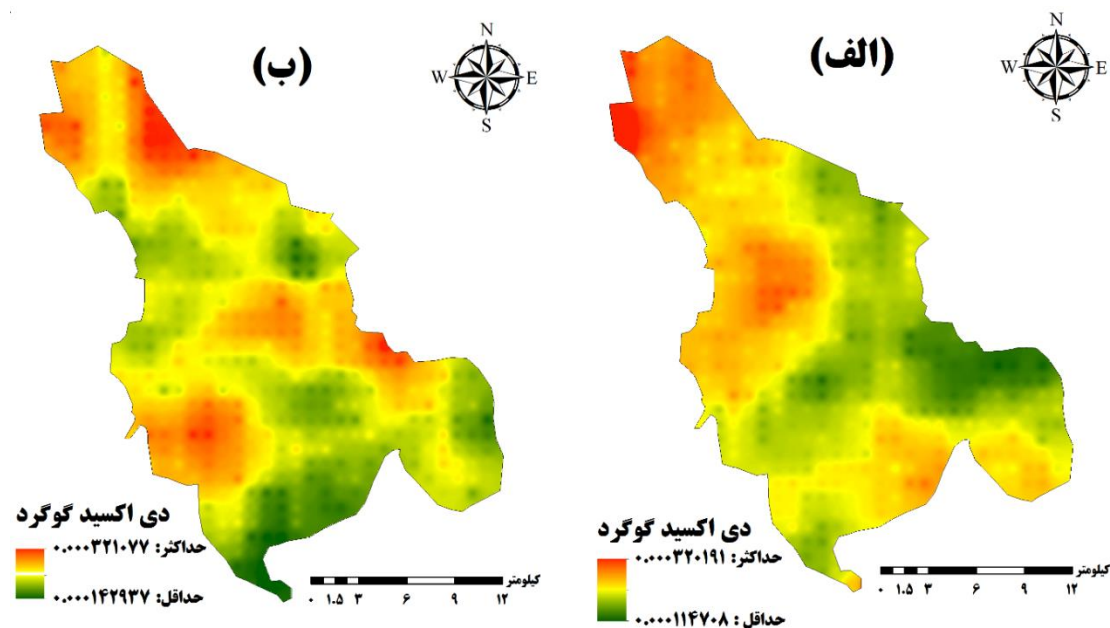 (الف)
N
W E
S
دی اکسید گوگرد
حداکثر: ۰.۰۰۰۳۲۰۱۹۱
حداقل: ۰.۰۰۰۱۱۴۷۰۸
کیلومتر
۰ ۱.۵ ۳ ۶ ۹ ۱۲
(ب)
N
W E
S
دی اکسید گوگرد
حداکثر: ۰.۰۰۰۳۲۱۰۷۷
حداقل: ۰.۰۰۰۱۴۲۹۳۷
کیلومتر
۰ ۱.۵ ۳ ۶ ۹ ۱۲